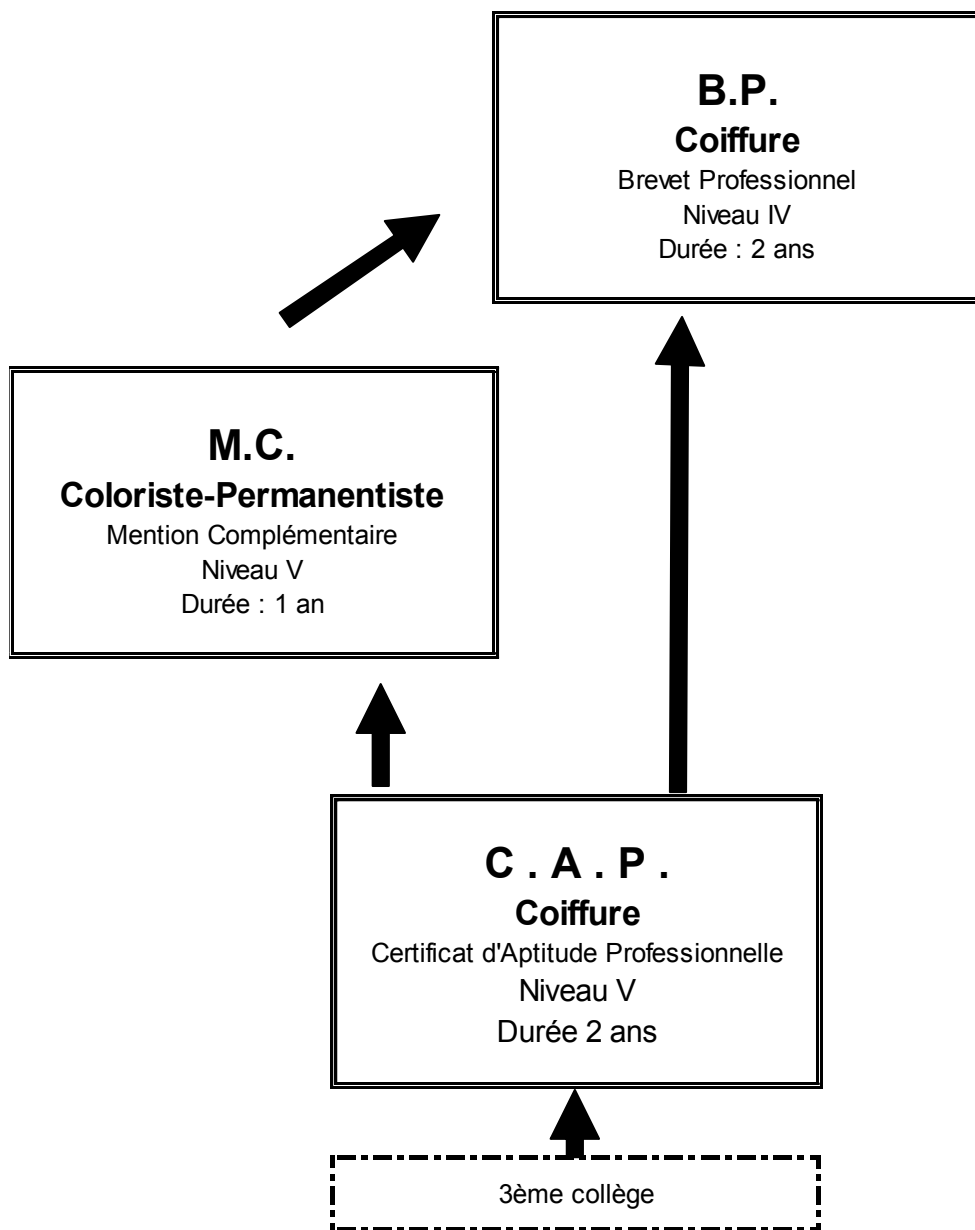 B.P.
Coiffure
Brevet Professionnel
Niveau IV
Durée : 2 ans
M.C.
Coloriste-Permanentiste
Mention Complémentaire
Niveau V
Durée : 1 an
C . A . P .
Coiffure
Certificat d'Aptitude Professionnelle
Niveau V
Durée 2 ans
3ème collège